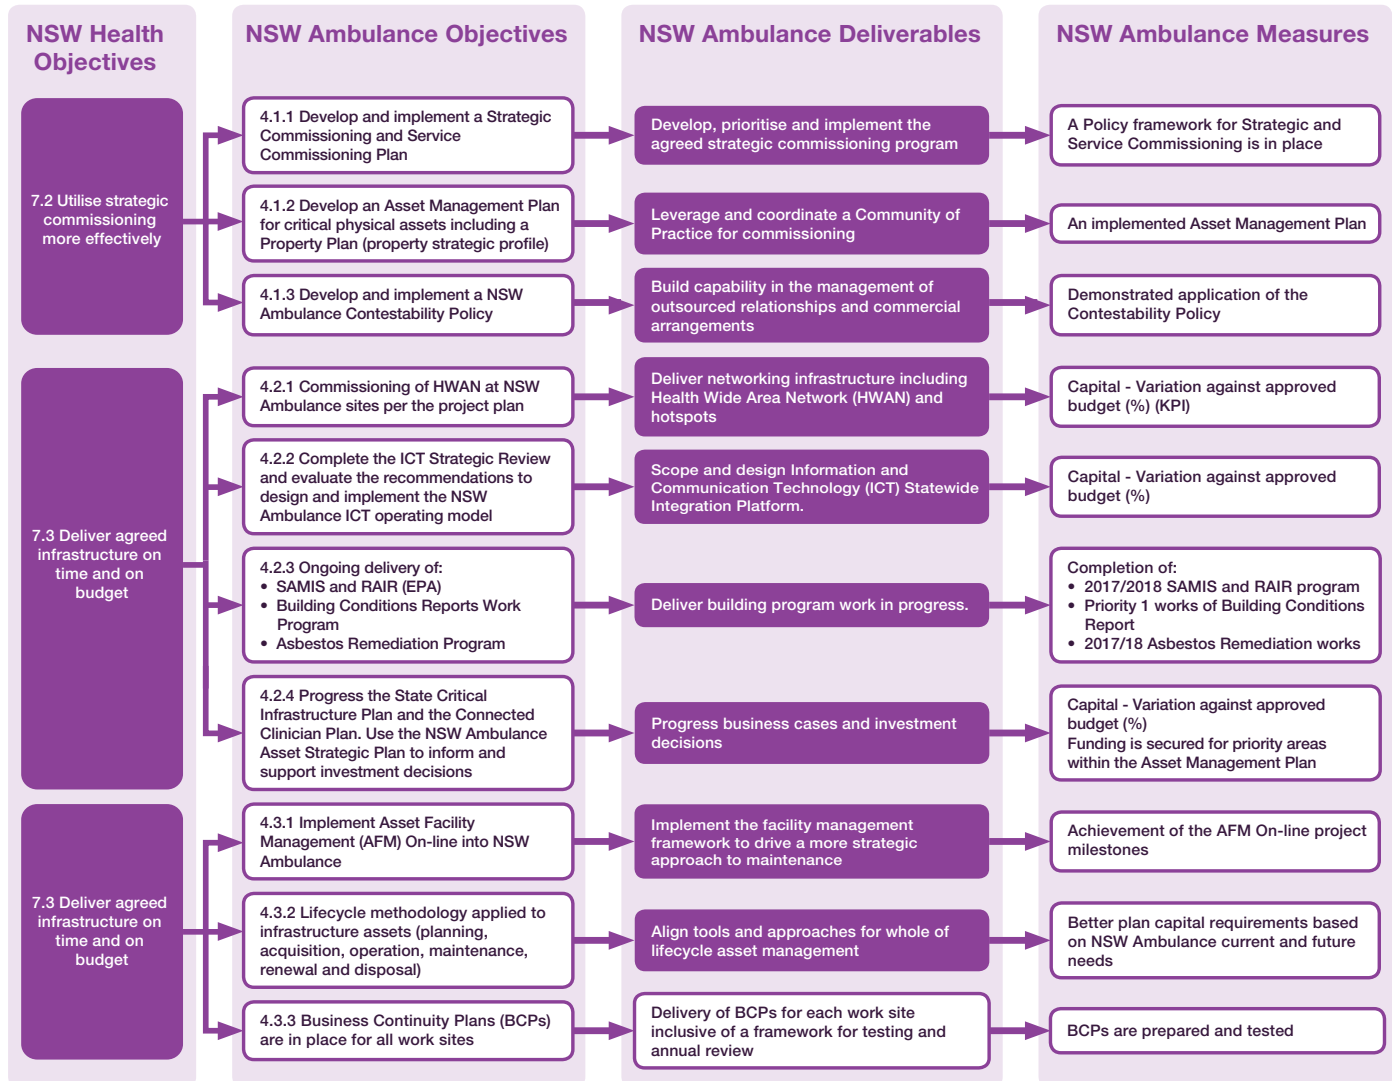 NSW Health
Objectives
NSW Ambulance Objectives
NSW Ambulance Deliverables
NSW Ambulance Measures
7.2 Utilise strategic
commissioning
more effectively
4.1.1 Develop and implement a Strategic
Commissioning and Service
Commissioning Plan
Develop, prioritise and implement the
agreed strategic commissioning program
A Policy framework for Strategic and
Service Commissioning is in place
4.1.2 Develop an Asset Management Plan
for critical physical assets including a
Property Plan (property strategic profile)
Leverage and coordinate a Community of
Practice for commissioning
An implemented Asset Management Plan
4.1.3 Develop and implement a NSW
Ambulance Contestability Policy
Build capability in the management of
outsourced relationships and commercial
arrangements
Demonstrated application of the
Contestability Policy
7.3 Deliver agreed
infrastructure on
time and on
budget
4.2.1 Commissioning of HWAN at NSW
Ambulance sites per the project plan
Deliver networking infrastructure including
Health Wide Area Network (HWAN) and
hotspots
Capital - Variation against approved
budget (%) (KPI)
4.2.2 Complete the ICT Strategic Review
and evaluate the recommendations to
design and implement the NSW
Ambulance ICT operating model
Scope and design Information and
Communication Technology (ICT) Statewide
Integration Platform.
Capital - Variation against approved
budget (%)
4.2.3 Ongoing delivery of:
• SAMIS and RAIR (EPA)
• Building Conditions Reports Work
Program
• Asbestos Remediation Program
Deliver building program work in progress.
Completion of:
• 2017/2018 SAMIS and RAIR program
• Priority 1 works of Building Conditions
Report
• 2017/18 Asbestos Remediation works
4.2.4 Progress the State Critical
Infrastructure Plan and the Connected
Clinician Plan. Use the NSW Ambulance
Asset Strategic Plan to inform and
support investment decisions
Progress business cases and investment
decisions
Capital - Variation against approved
budget (%)
Funding is secured for priority areas
within the Asset Management Plan
7.3 Deliver agreed
infrastructure on
time and on
budget
4.3.1 Implement Asset Facility
Management (AFM) On-line into NSW
Ambulance
Implement the facility management
framework to drive a more strategic
approach to maintenance
Achievement of the AFM On-line project
milestones
4.3.2 Lifecycle methodology applied to
infrastructure assets (planning,
acquisition, operation, maintenance,
renewal and disposal)
Align tools and approaches for whole of
lifecycle asset management
Better plan capital requirements based
on NSW Ambulance current and future
needs
4.3.3 Business Continuity Plans (BCPs)
are in place for all work sites
Delivery of BCPs for each work site
inclusive of a framework for testing and
annual review
BCPs are prepared and tested